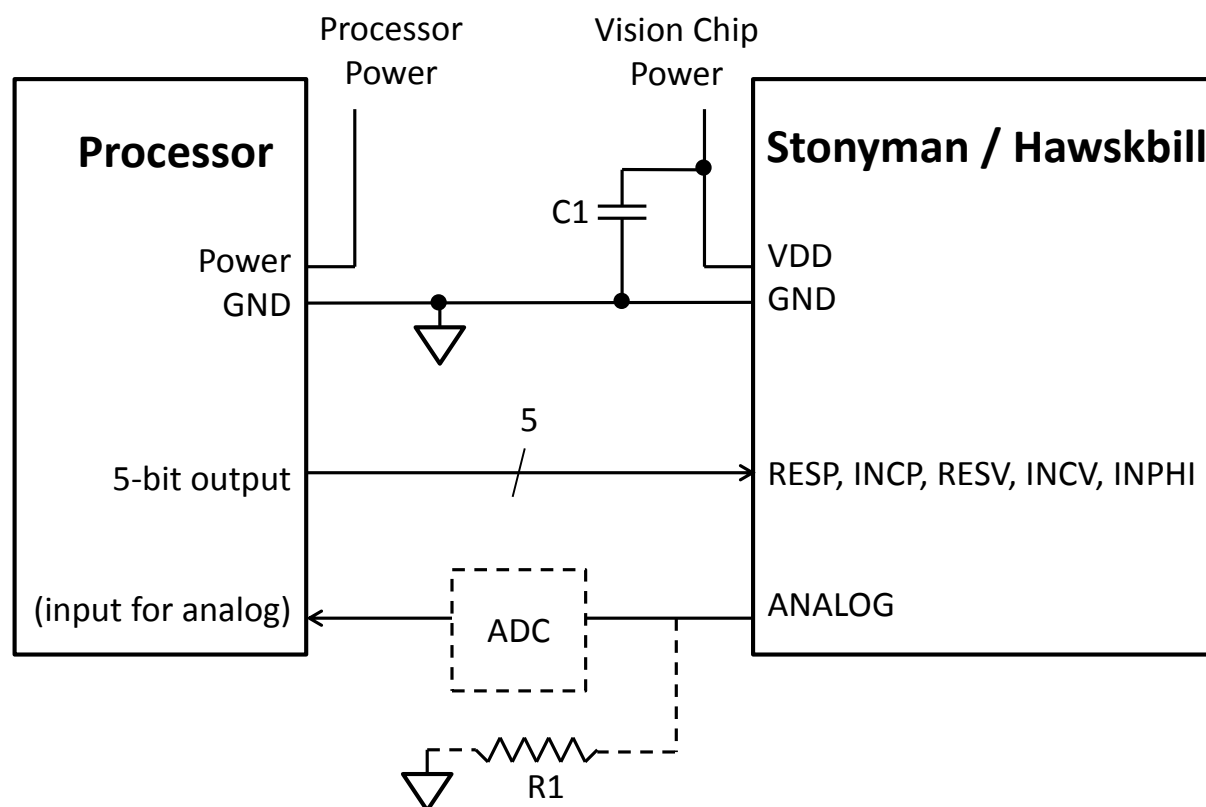 Processor
Power
Vision Chip
Power
Processor
Stonyman / Hawskbill
C1
Power
GND
VDD
GND
5
5-bit output
RESP, INCP, RESV, INCV, INPHI
(input for analog)
ADC
ANALOG
R1